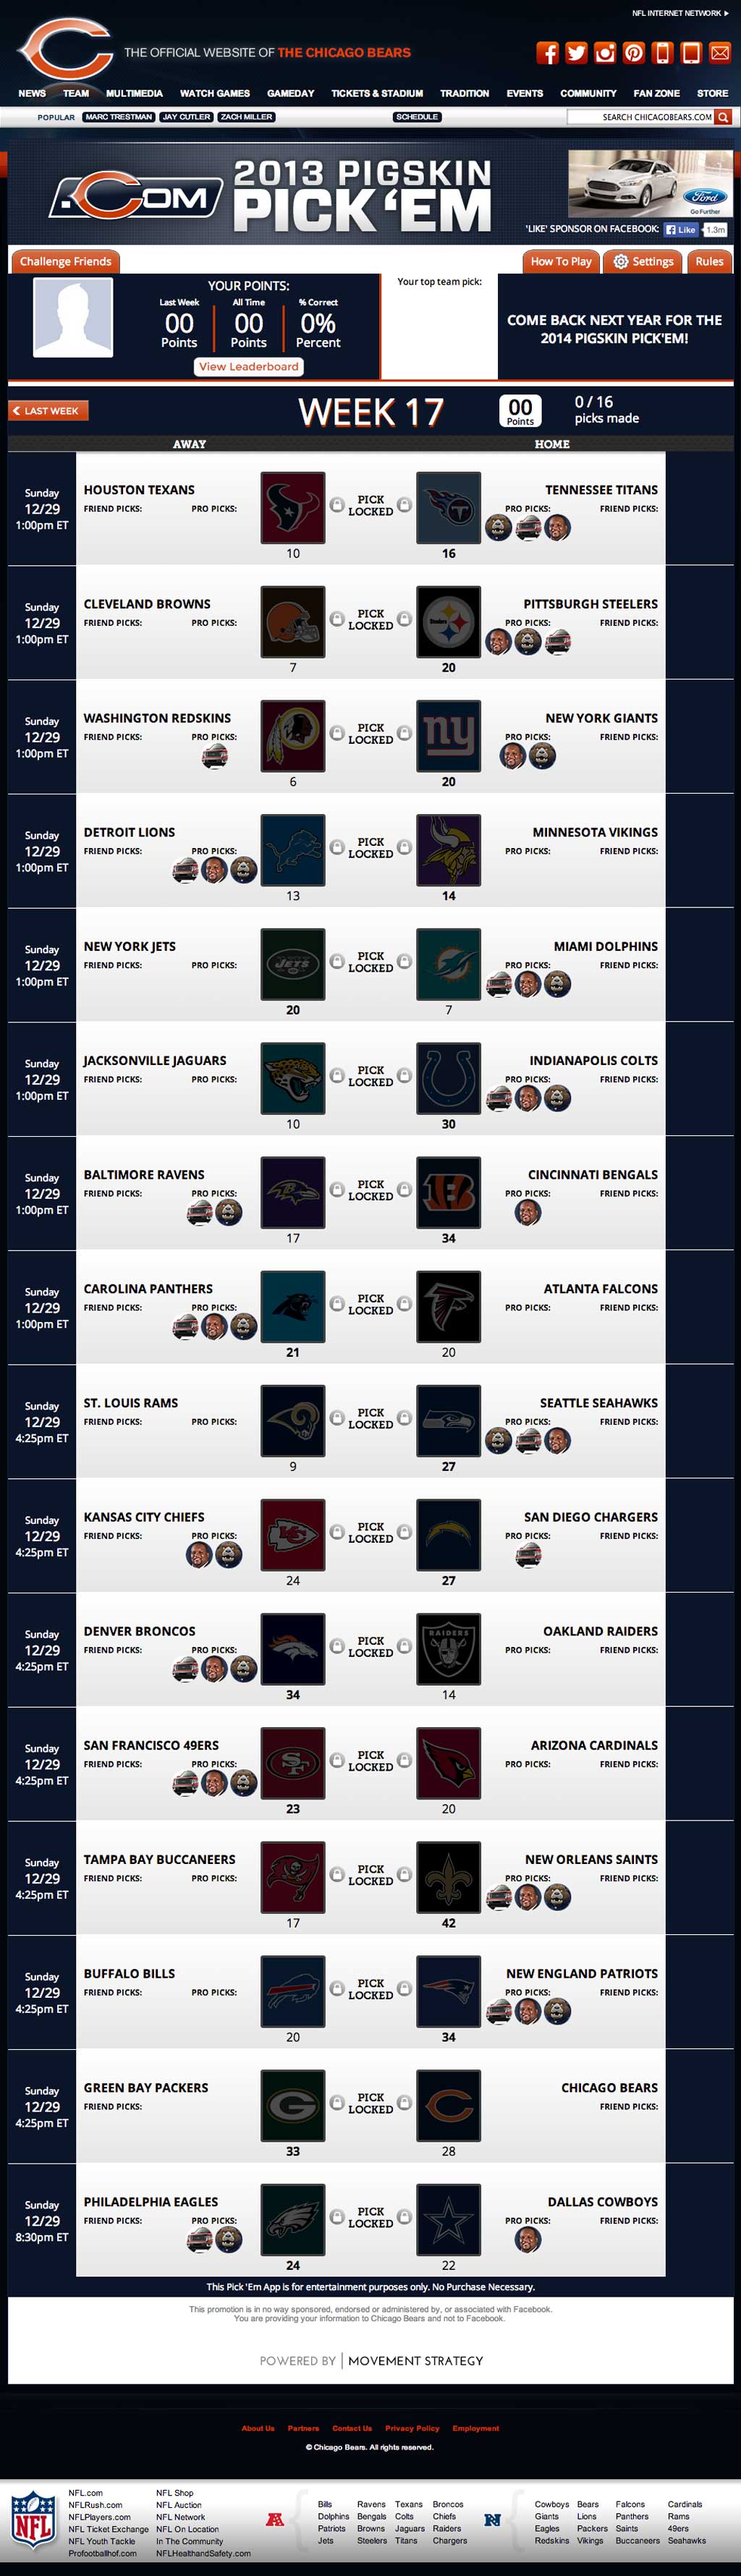 NFL INTERNET NETWORK
THE OFFICIAL WEBSITE OF THE CHICAGO BEARS
NEWS TEAM MULTIMEDIA WATCH GAMES GAMEDAY TICKETS & STADIUM TRADITION EVENTS COMMUNITY FAN ZONE STORE
POPULAR MARC TRESTMAN JAY CUTLER ZACH MILLER SCHEDULE SEARCH CHICAGOBEARS.COM
.COM 2013 PIGSKIN PICK 'EM
Ford
Go Further
'LIKE' SPONSOR ON FACEBOOK: Like 1.3m
Challenge Friends How To Play Settings Rules
YOUR POINTS:
Last Week All Time % Correct
00 00 0%
Points Points Percent
View Leaderboard
Your top team pick:
COME BACK NEXT YEAR FOR THE
2014 PIGSKIN PICK'EM!
LAST WEEK WEEK 17 00 Points 0 / 16 picks made
AWAY HOME
Sunday 12/29 1:00pm ET
HOUSTON TEXANS TENNESSEE TITANS
FRIEND PICKS: PRO PICKS: PICK LOCKED PRO PICKS: FRIEND PICKS:
10 16
Sunday 12/29 1:00pm ET
CLEVELAND BROWNS PITTSBURGH STEELERS
FRIEND PICKS: PRO PICKS: PICK LOCKED Steelers PRO PICKS: FRIEND PICKS:
7 20
Sunday 12/29 1:00pm ET
WASHINGTON REDSKINS NEW YORK GIANTS
FRIEND PICKS: PRO PICKS: PICK LOCKED ny PRO PICKS: FRIEND PICKS:
6 20
Sunday 12/29 1:00pm ET
DETROIT LIONS MINNESOTA VIKINGS
FRIEND PICKS: PRO PICKS: PICK LOCKED PRO PICKS: FRIEND PICKS:
13 14
Sunday 12/29 1:00pm ET
NEW YORK JETS MIAMI DOLPHINS
FRIEND PICKS: PRO PICKS: JETS PICK LOCKED PRO PICKS: FRIEND PICKS:
20 7
Sunday 12/29 1:00pm ET
JACKSONVILLE JAGUARS INDIANAPOLIS COLTS
FRIEND PICKS: PRO PICKS: PICK LOCKED PRO PICKS: FRIEND PICKS:
10 30
Sunday 12/29 1:00pm ET
BALTIMORE RAVENS CINCINNATI BENGALS
FRIEND PICKS: PRO PICKS: PICK LOCKED PRO PICKS: FRIEND PICKS:
17 34
Sunday 12/29 1:00pm ET
CAROLINA PANTHERS ATLANTA FALCONS
FRIEND PICKS: PRO PICKS: PICK LOCKED PRO PICKS: FRIEND PICKS:
21 20
Sunday 12/29 4:25pm ET
ST. LOUIS RAMS SEATTLE SEAHAWKS
FRIEND PICKS: PRO PICKS: PICK LOCKED PRO PICKS: FRIEND PICKS:
9 27
Sunday 12/29 4:25pm ET
KANSAS CITY CHIEFS SAN DIEGO CHARGERS
FRIEND PICKS: PRO PICKS: KC PICK LOCKED PRO PICKS: FRIEND PICKS:
24 27
Sunday 12/29 4:25pm ET
DENVER BRONCOS OAKLAND RAIDERS
FRIEND PICKS: PRO PICKS: PICK LOCKED RAIDERS PRO PICKS: FRIEND PICKS:
34 14
Sunday 12/29 4:25pm ET
SAN FRANCISCO 49ERS ARIZONA CARDINALS
FRIEND PICKS: PRO PICKS: SF PICK LOCKED PRO PICKS: FRIEND PICKS:
23 20
Sunday 12/29 4:25pm ET
TAMPA BAY BUCCANEERS NEW ORLEANS SAINTS
FRIEND PICKS: PRO PICKS: PICK LOCKED PRO PICKS: FRIEND PICKS:
17 42
Sunday 12/29 4:25pm ET
BUFFALO BILLS NEW ENGLAND PATRIOTS
FRIEND PICKS: PRO PICKS: PICK LOCKED PRO PICKS: FRIEND PICKS:
20 34
Sunday 12/29 4:25pm ET
GREEN BAY PACKERS CHICAGO BEARS
FRIEND PICKS: G PICK LOCKED C FRIEND PICKS:
33 28
Sunday 12/29 8:30pm ET
PHILADELPHIA EAGLES DALLAS COWBOYS
FRIEND PICKS: PRO PICKS: PICK LOCKED PRO PICKS: FRIEND PICKS:
24 22
This Pick 'Em App is for entertainment purposes only. No Purchase Necessary.
This promotion is in no way sponsored, endorsed or administered by, or associated with Facebook.
You are providing your information to Chicago Bears and not to Facebook.
POWERED BY | MOVEMENT STRATEGY
About Us Partners Contact Us Privacy Policy Employment
© Chicago Bears. All rights reserved.
NFL
NFL.com NFL Shop
NFLRush.com NFL Auction
NFLPlayers.com NFL Network
NFL Ticket Exchange NFL On Location
NFL Youth Tackle In The Community
Profootballhof.com NFLHealthandSafety.com
A
Bills Ravens Texans Broncos
Dolphins Bengals Colts Chiefs
Patriots Browns Jaguars Raiders
Jets Steelers Titans Chargers
N
Cowboys Bears Falcons Cardinals
Giants Lions Panthers Rams
Eagles Packers Saints 49ers
Redskins Vikings Buccaneers Seahawks